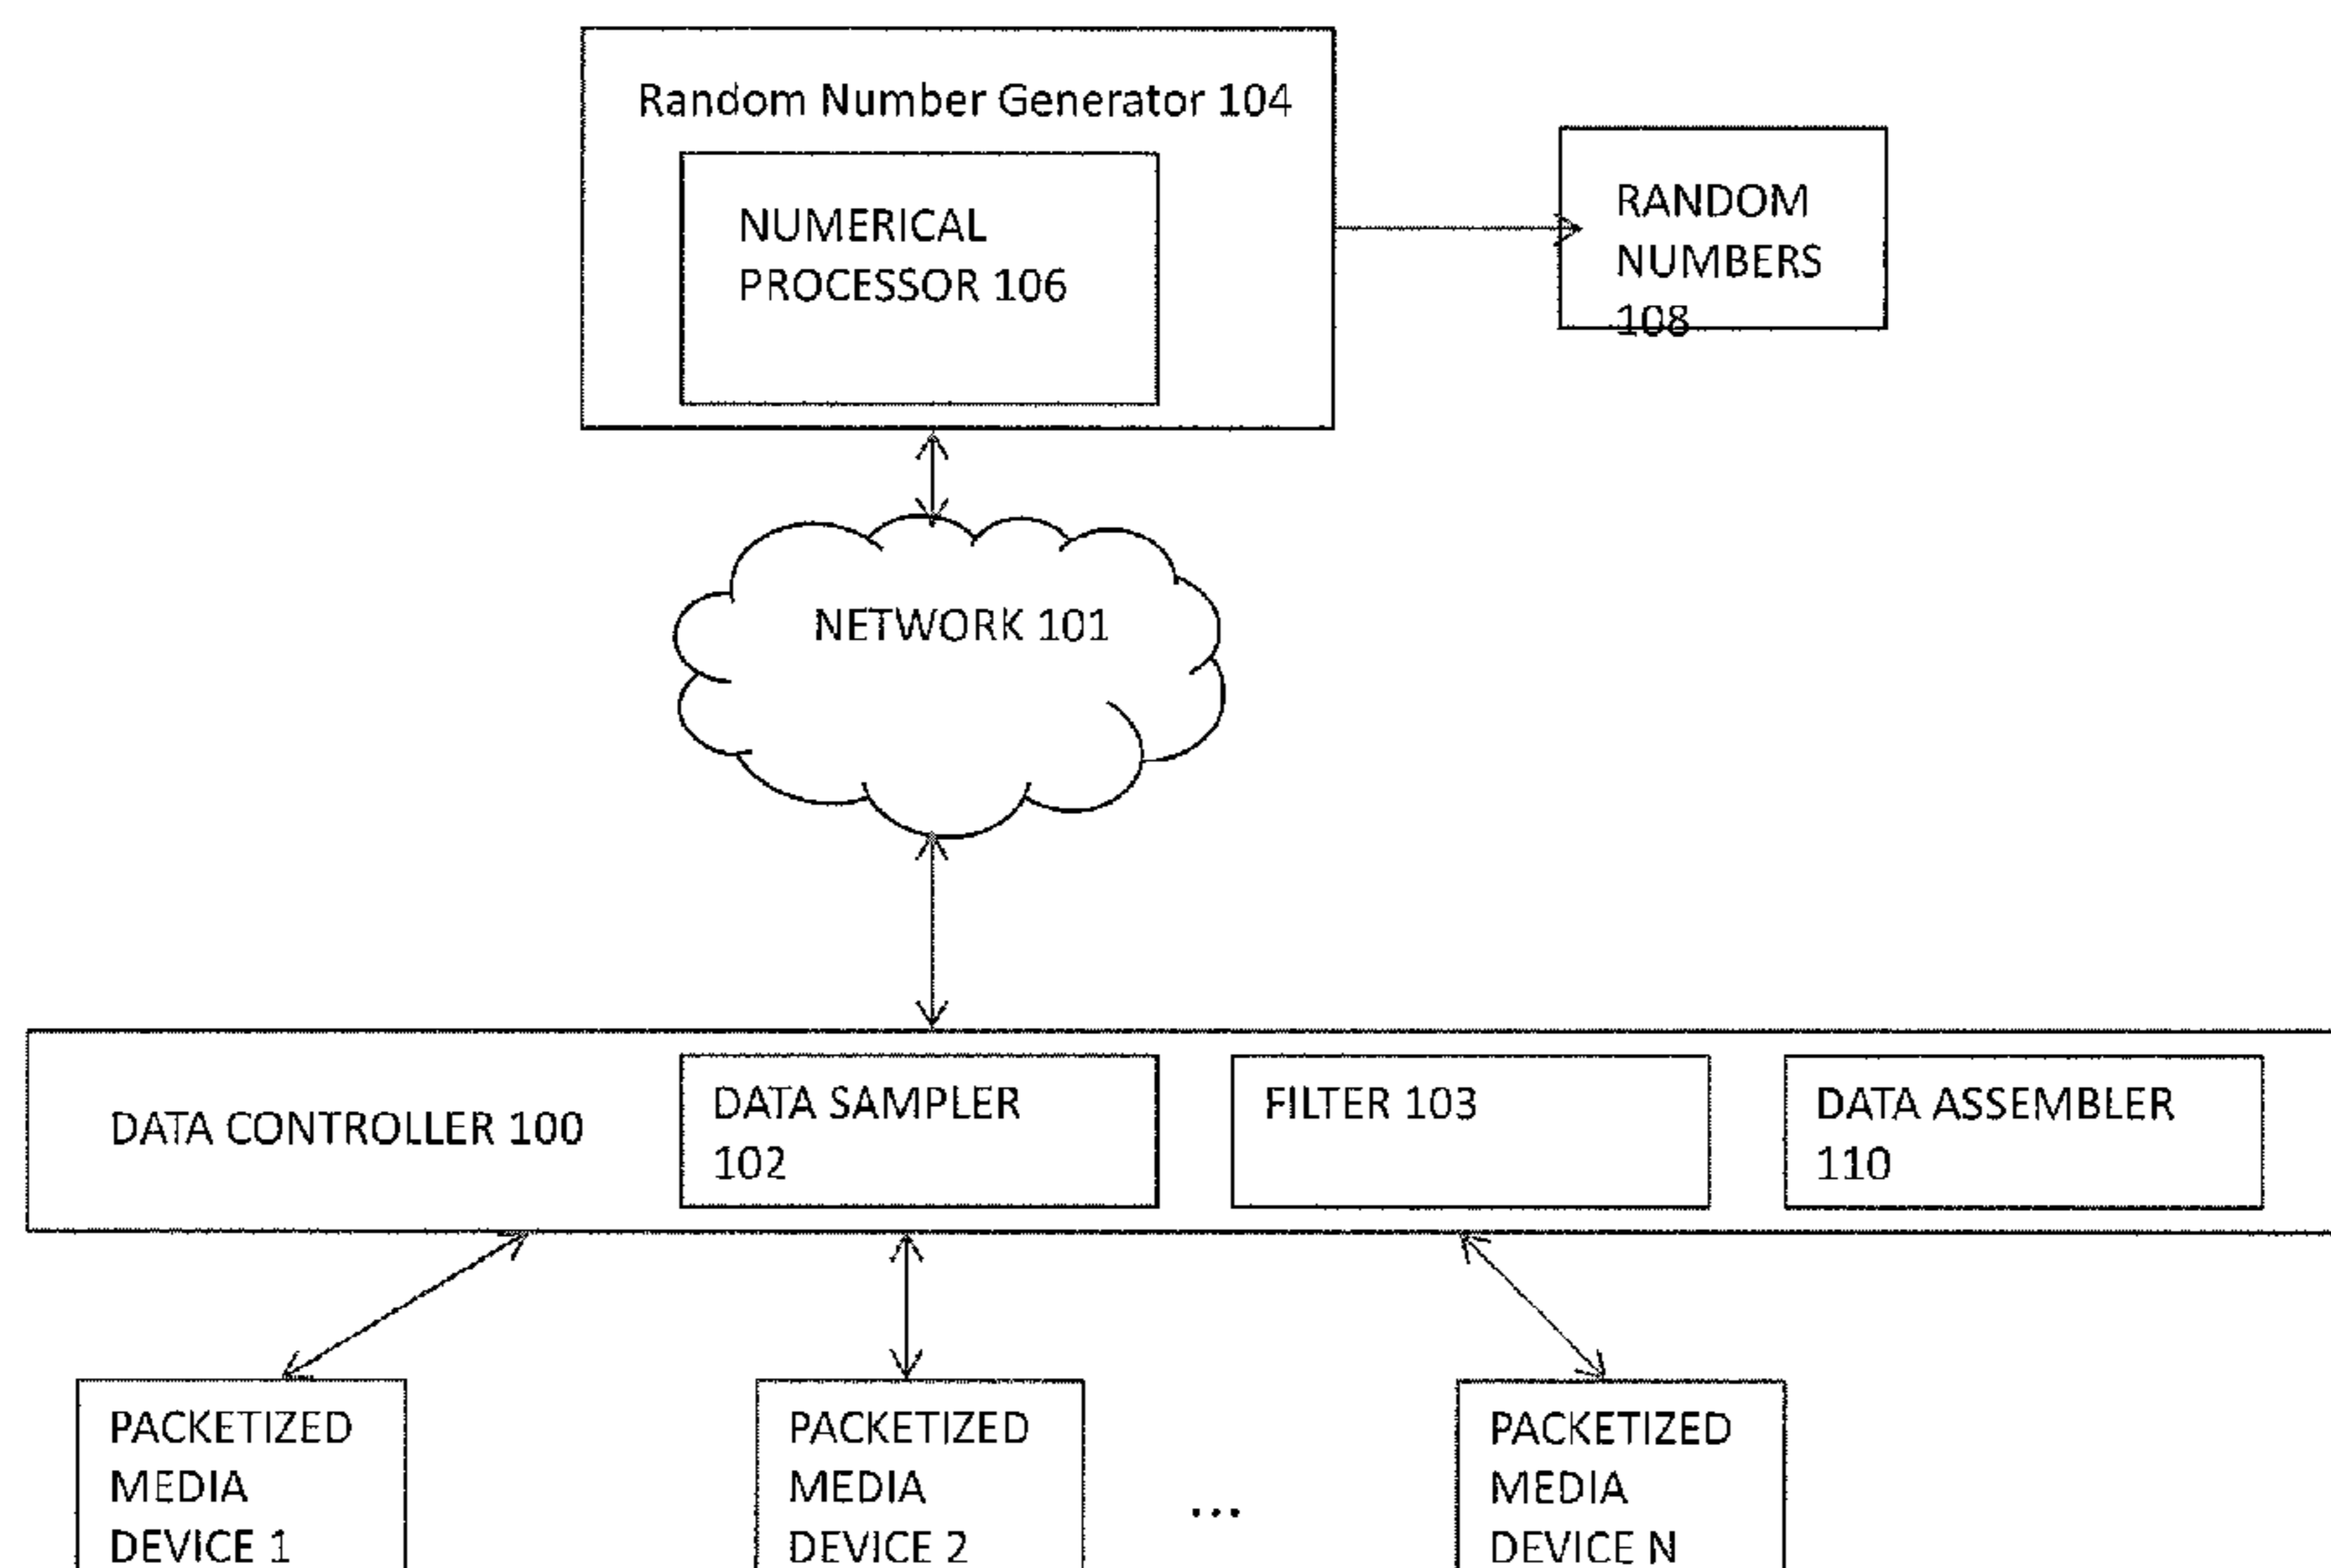 Random Number Generator 104
NUMERICAL
PROCESSOR 106
RANDOM
NUMBERS
108
NETWORK 101
DATA CONTROLLER 100
DATA SAMPLER
102
FILTER 103
DATA ASSEMBLER
110
PACKETIZED
MEDIA
DEVICE 1
PACKETIZED
MEDIA
DEVICE 2
...
PACKETIZED
MEDIA
DEVICE N